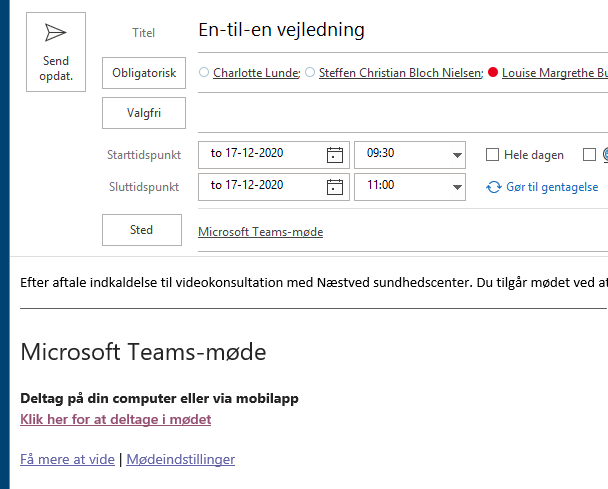 Titel En-til-en vejledning
Send opdat.
Obligatorisk Charlotte Lunde; Steffen Christian Bloch Nielsen; Louise Margrethe
Valgfri
Starttidspunkt to 17-12-2020 09:30 Hele dagen
Sluttidspunkt to 17-12-2020 11:00 Gør til gentagelse
Sted Microsoft Teams-møde
Efter aftale indkaldelse til videokonsultation med Næstved sundhedscenter. Du tilgår mødet ved at
Microsoft Teams-møde
Deltag på din computer eller via mobilapp
Klik her for at deltage i mødet
Få mere at vide | Mødeindstillinger